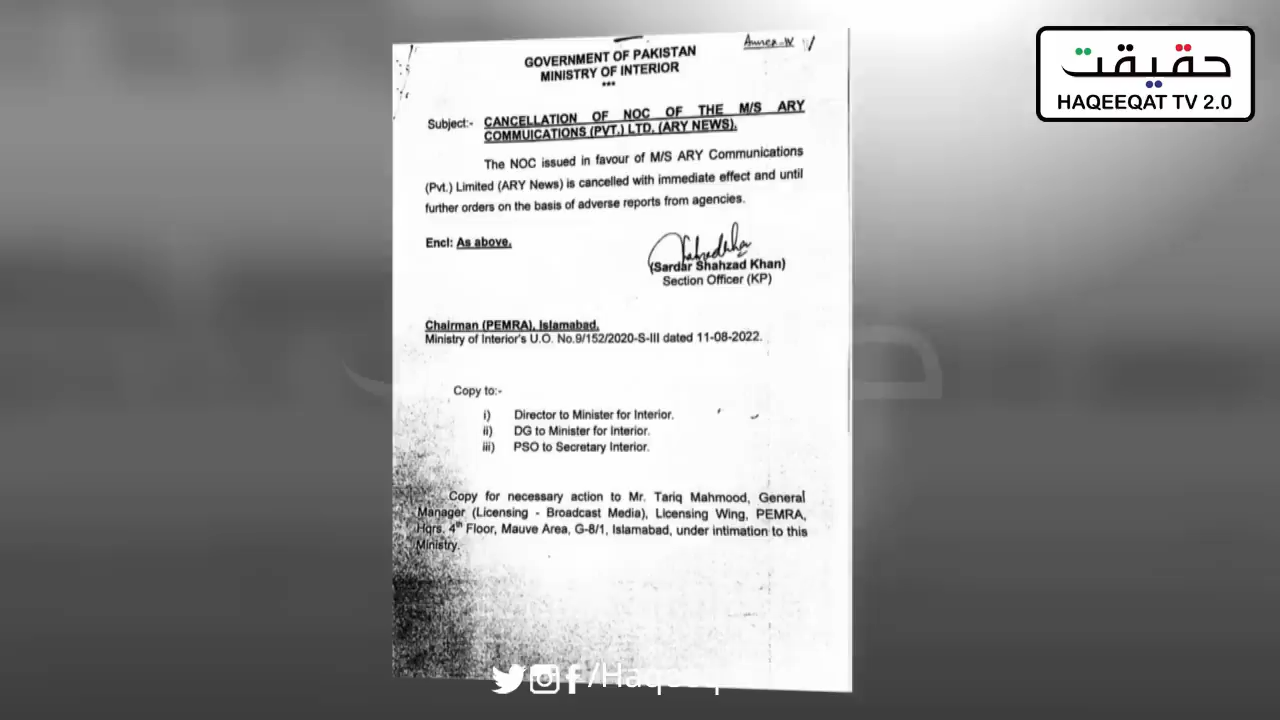 Annex-IV
GOVERNMENT OF PAKISTAN
MINISTRY OF INTERIOR
***
Subject:- CANCELLATION OF NOC OF THE M/S ARY
COMMUICATIONS (PVT.) LTD, (ARY NEWS).
The NOC issued in favour of M/S ARY Communications
(Pvt.) Limited (ARY News) is cancelled with immediate effect and until
further orders on the basis of adverse reports from agencies.
Encl: As above.
(Sardar Shahzad Khan)
Section Officer (KP)
Chairman (PEMRA), Islamabad.
Ministry of Interior's U.O. No.9/152/2020-S-III dated 11-08-2022.
Copy to:-
i) Director to Minister for Interior.
ii) DG to Minister for Interior.
iii) PSO to Secretary Interior.
Copy for necessary action to Mr. Tariq Mahmood, General
Manager (Licensing - Broadcast Media), Licensing Wing, PEMRA,
Hqrs. 4th Floor, Mauve Area, G-8/1, Islamabad, under intimation to this
Ministry.
حقیقت
HAQEEQAT TV 2.0